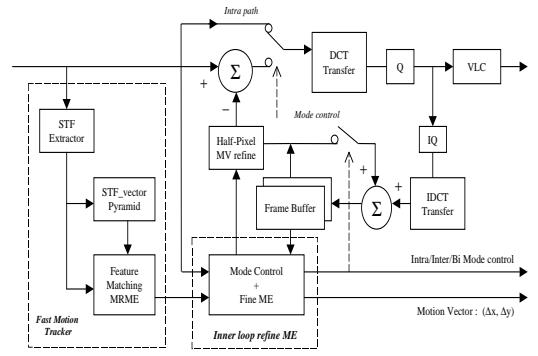 Intra path
DCT
Transfer
Q
VLC
Σ
+
−
STF
Extractor
Mode control
Half-Pixel
MV refine
IQ
STF_vector
Pyramid
Frame Buffer
+
+
Σ
IDCT
Transfer
Feature
Matching
MRME
Mode Control
+
Fine ME
Intra/Inter/Bi Mode control
Motion Vector : (Δx, Δy)
Fast Motion
Tracker
Inner loop refine ME